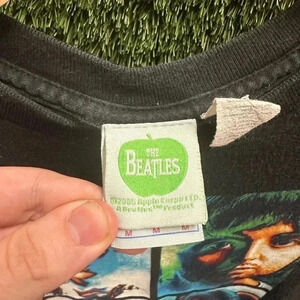 THE
BEATLES
©2005 Apple Corps Ltd.
A Beatles™ Product
M M M